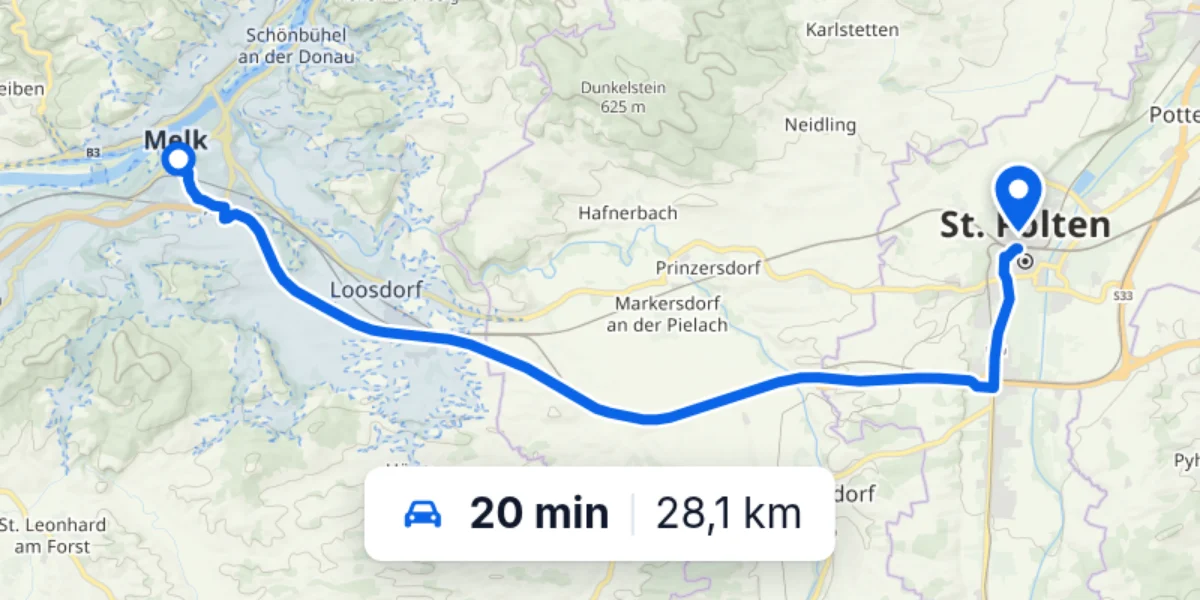 Schönbühel
an der Donau
Karlstetten
eiben
Dunkelstein
625 m
Neidling
Potte
B3
Melk
Hafnerbach
St. Pölten
Prinzersdorf
Loosdorf
Markersdorf
an der Pielach
S33
dorf
Pyh
St. Leonhard
am Forst
20 min
28,1 km